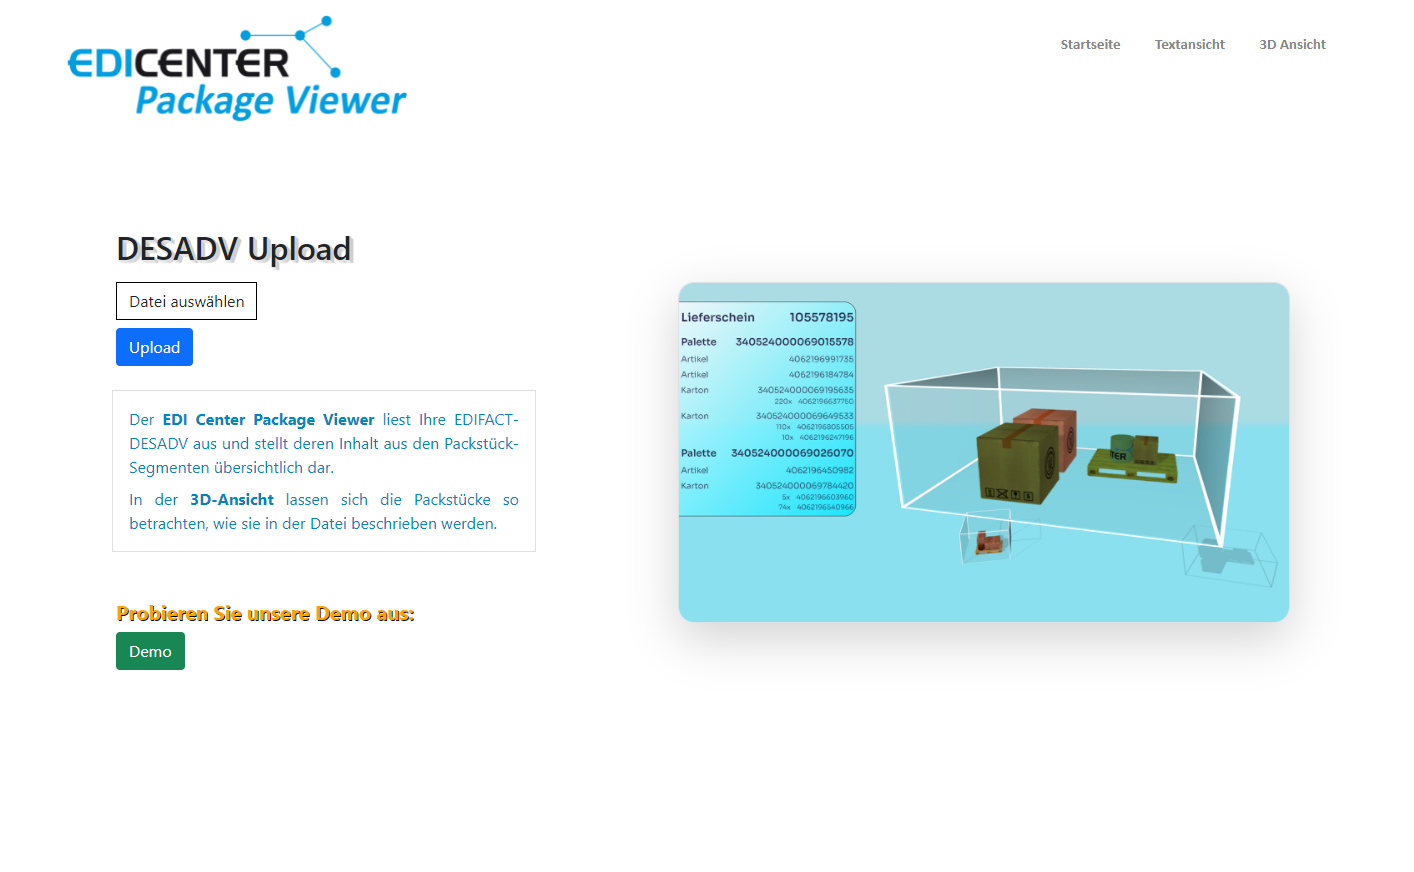 EDICENTER
Package Viewer
Startseite Textansicht 3D Ansicht
DESADV Upload
Datei auswählen
Upload
Der EDI Center Package Viewer liest Ihre EDIFACT-
DESADV aus und stellt deren Inhalt aus den Packstück-
Segmenten übersichtlich dar.
In der 3D-Ansicht lassen sich die Packstücke so
betrachten, wie sie in der Datei beschrieben werden.
Probieren Sie unsere Demo aus:
Demo
Lieferschein 105578195
Palette 340524000069015578
Artikel 4062196991735
Artikel 4062196184784
Karton 340524000069195635
220x 4062196637760
Karton 340524000069649533
110x 4062196805505
10x 4062196247196
Palette 340524000069026070
Artikel 4062196450982
Karton 340524000069784420
5x 4062196603960
74x 4062196540966